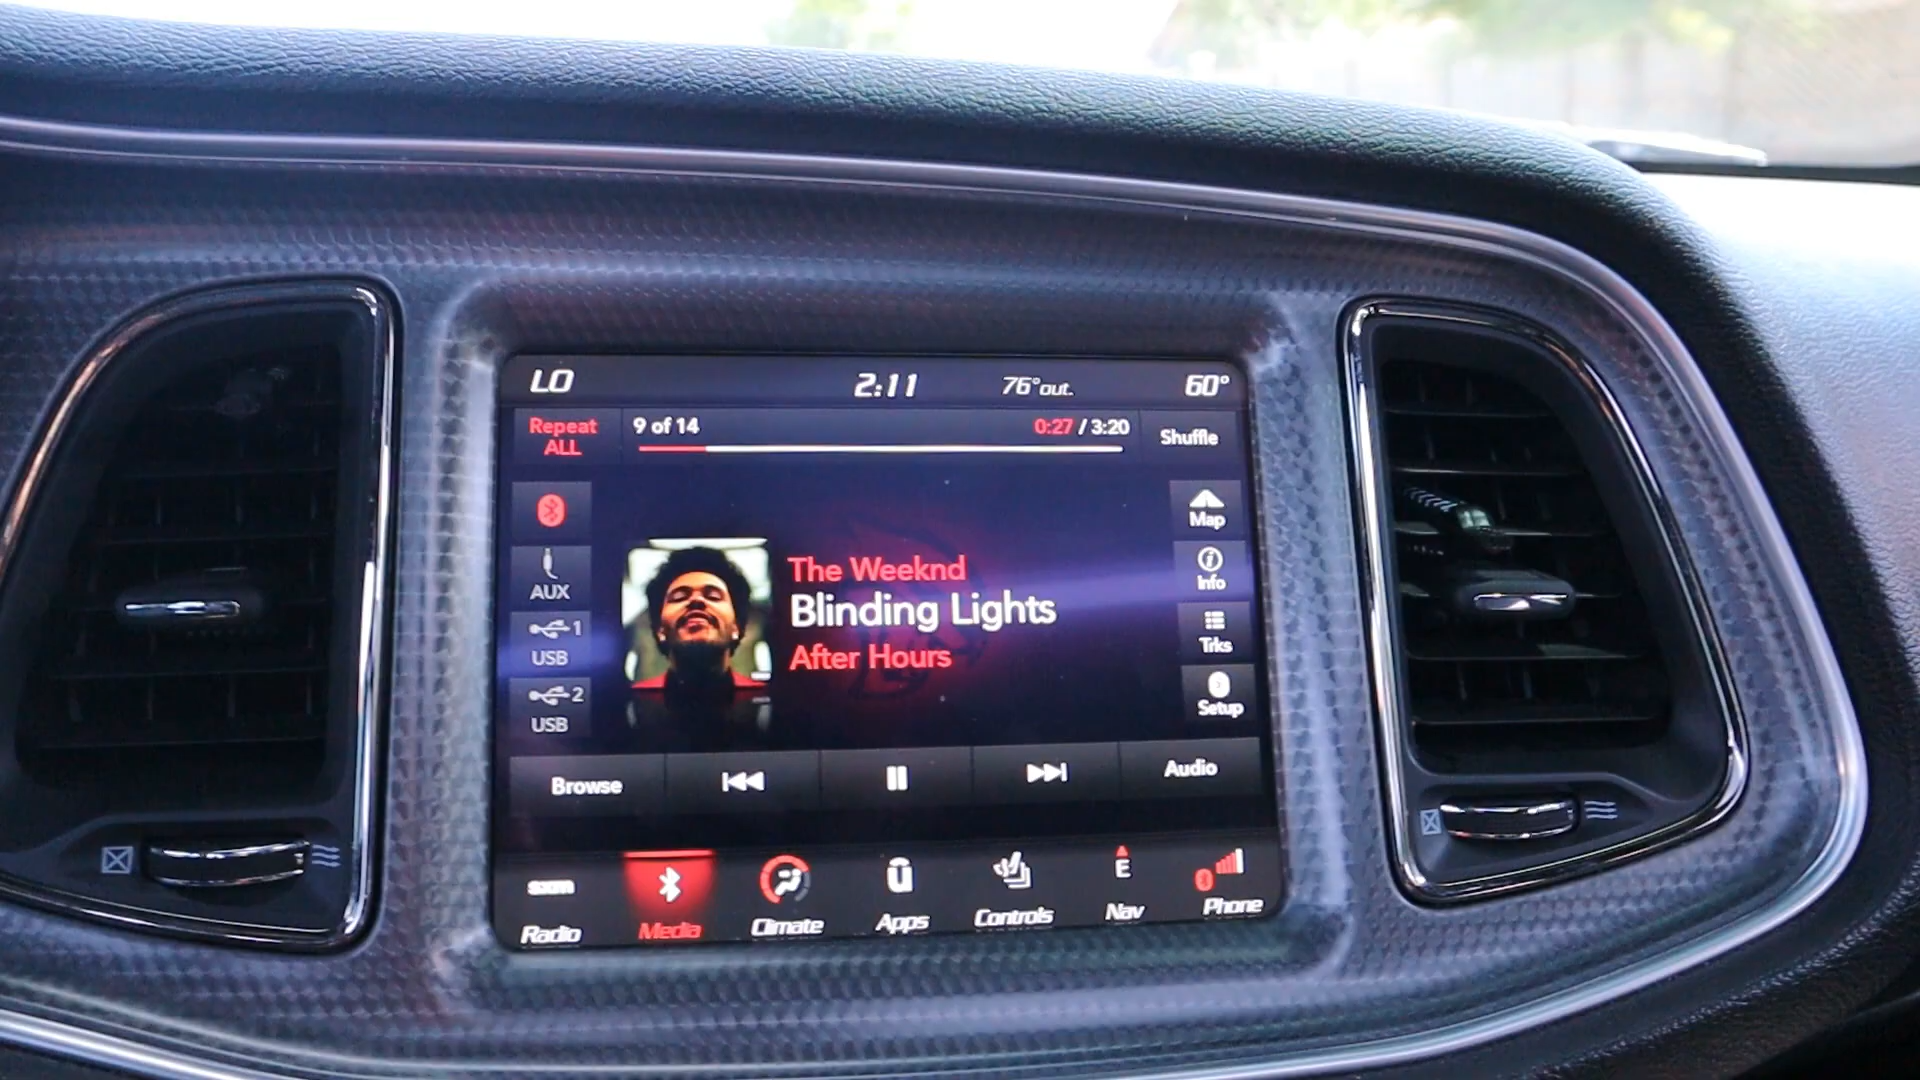 LO 2:11 76° out. 60°
Repeat ALL
9 of 14
0:27 / 3:20
Shuffle
AUX
1
USB
2
USB
The Weeknd
Blinding Lights
After Hours
Map
Info
Trks
Setup
Browse
Audio
sxm
Radio
Media
Climate
Apps
Controls
E
Nav
Phone